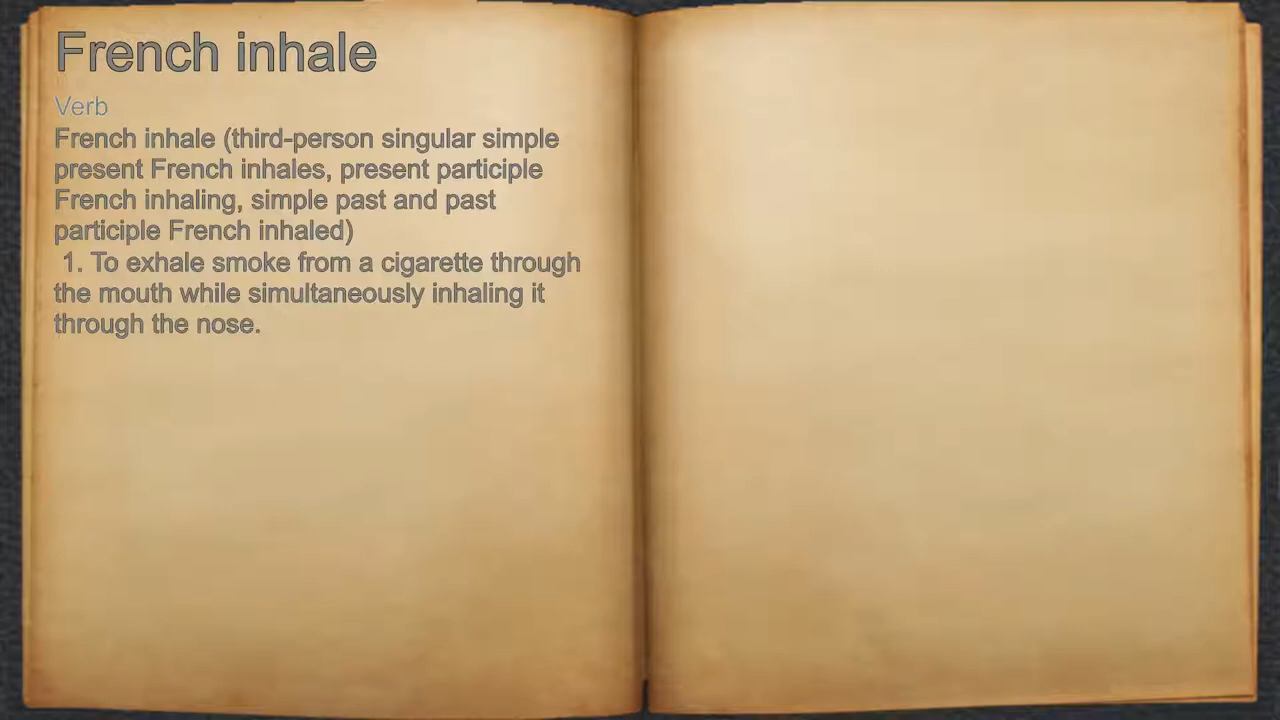 French inhale
Verb
French inhale (third-person singular simple
present French inhales, present participle
French inhaling, simple past and past
participle French inhaled)
1. To exhale smoke from a cigarette through
the mouth while simultaneously inhaling it
through the nose.